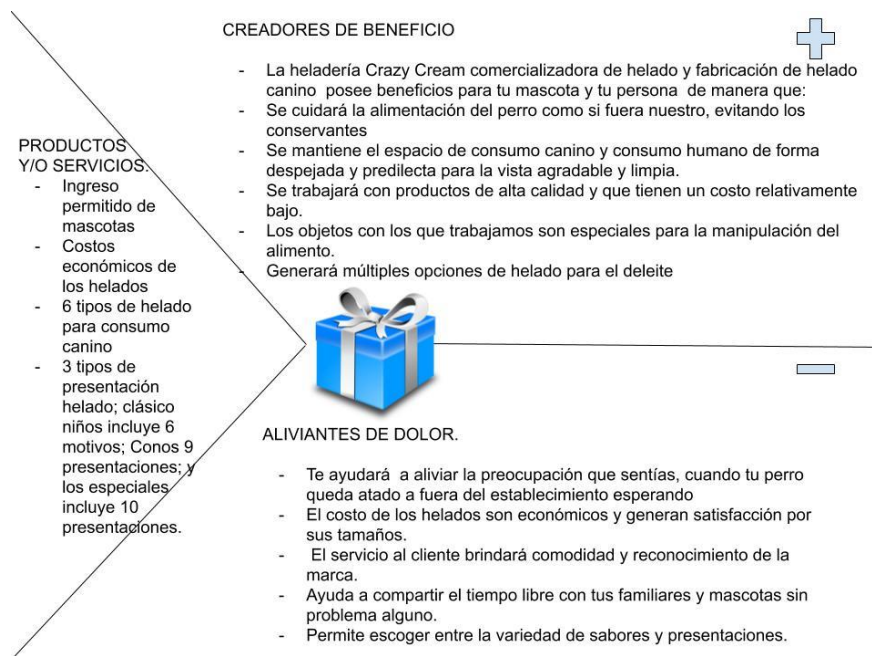 CREADORES DE BENEFICIO
- La heladería Crazy Cream comercializadora de helado y fabricación de helado
canino posee beneficios para tu mascota y tu persona de manera que:
- Se cuidará la alimentación del perro como si fuera nuestro, evitando los
conservantes
- Se mantiene el espacio de consumo canino y consumo humano de forma
despejada y predilecta para la vista agradable y limpia.
- Se trabajará con productos de alta calidad y que tienen un costo relativamente
bajo.
- Los objetos con los que trabajamos son especiales para la manipulación del
alimento.
- Generará múltiples opciones de helado para el deleite
PRODUCTOS
Y/O SERVICIOS.
- Ingreso
permitido de
mascotas
- Costos
económicos de
los helados
- 6 tipos de helado
para consumo
canino
- 3 tipos de
presentación
helado; clásico
niños incluye 6
motivos; Conos 9
presentaciones; y
los especiales
incluye 10
presentaciones.
ALIVIANTES DE DOLOR.
- Te ayudará a aliviar la preocupación que sentías, cuando tu perro
queda atado a fuera del establecimiento esperando
- El costo de los helados son económicos y generan satisfacción por
sus tamaños.
- El servicio al cliente brindará comodidad y reconocimiento de la
marca.
- Ayuda a compartir el tiempo libre con tus familiares y mascotas sin
problema alguno.
- Permite escoger entre la variedad de sabores y presentaciones.